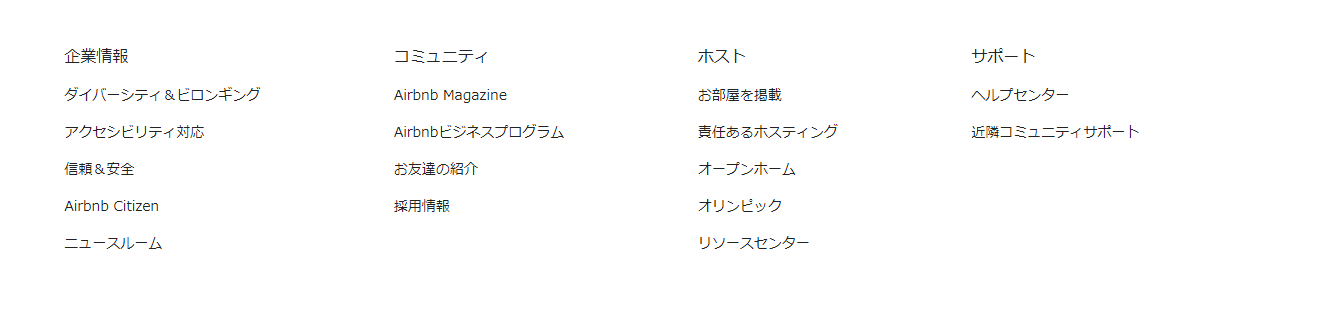 企業情報
ダイバーシティ＆ビロンギング
アクセシビリティ対応
信頼＆安全
Airbnb Citizen
ニュースルーム
コミュニティ
Airbnb Magazine
Airbnbビジネスプログラム
お友達の紹介
採用情報
ホスト
お部屋を掲載
責任あるホスティング
オープンホーム
オリンピック
リソースセンター
サポート
ヘルプセンター
近隣コミュニティサポート